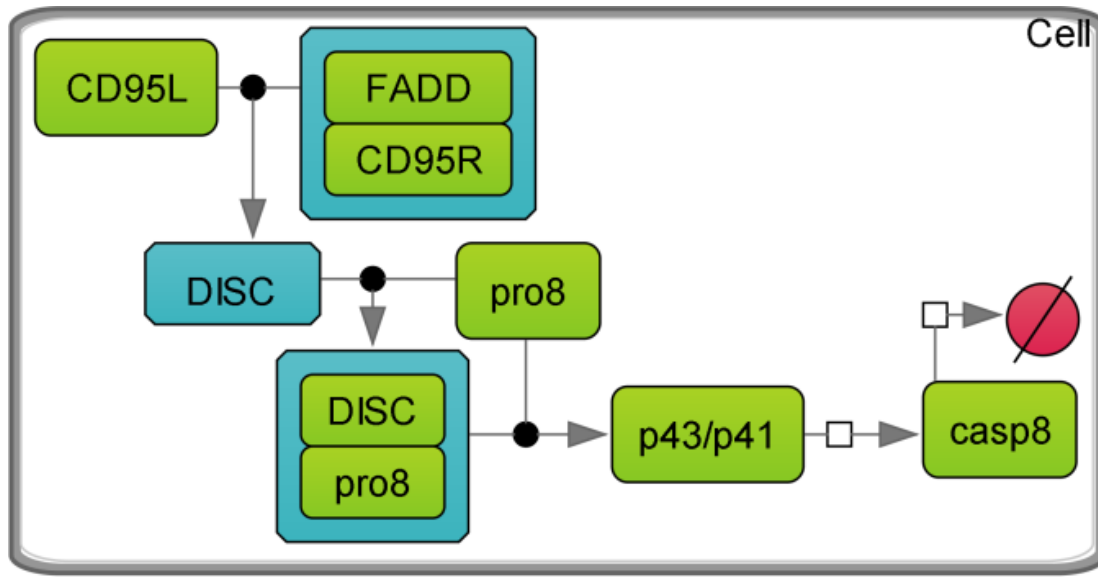 Cell
CD95L
FADD
CD95R
DISC
pro8
DISC
pro8
p43/p41
casp8